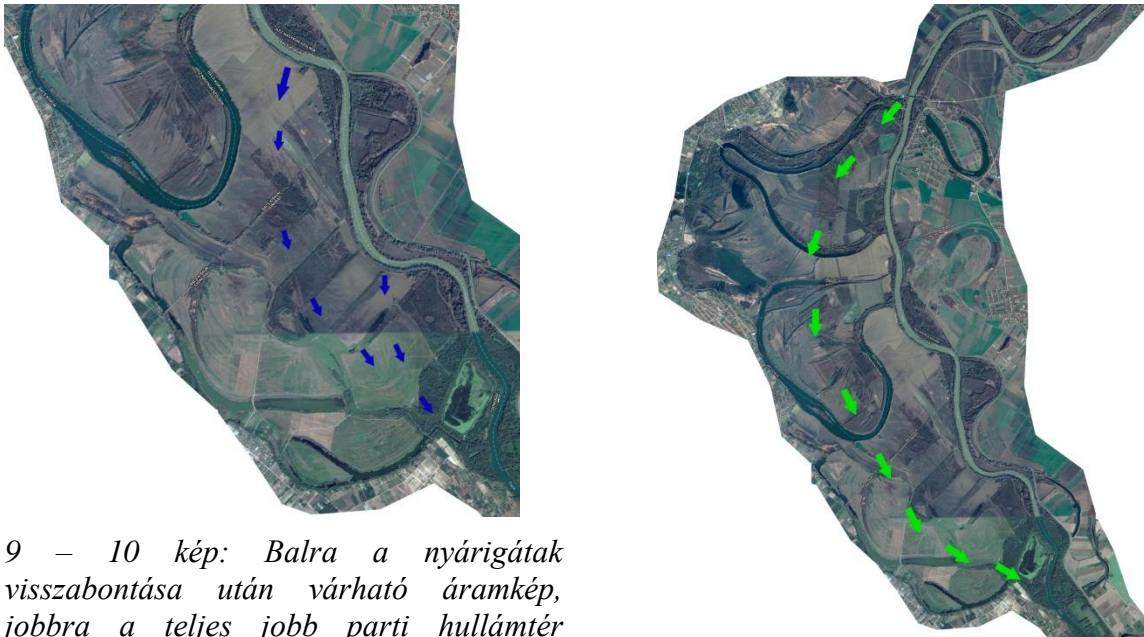 9 – 10 kép: Balra a nyárigátak
visszabontása után várható áramkép,
jobbra a teljes jobb parti hullámtér